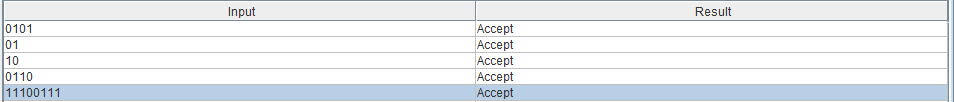 Input Result
0101 Accept
01 Accept
10 Accept
0110 Accept
11100111 Accept